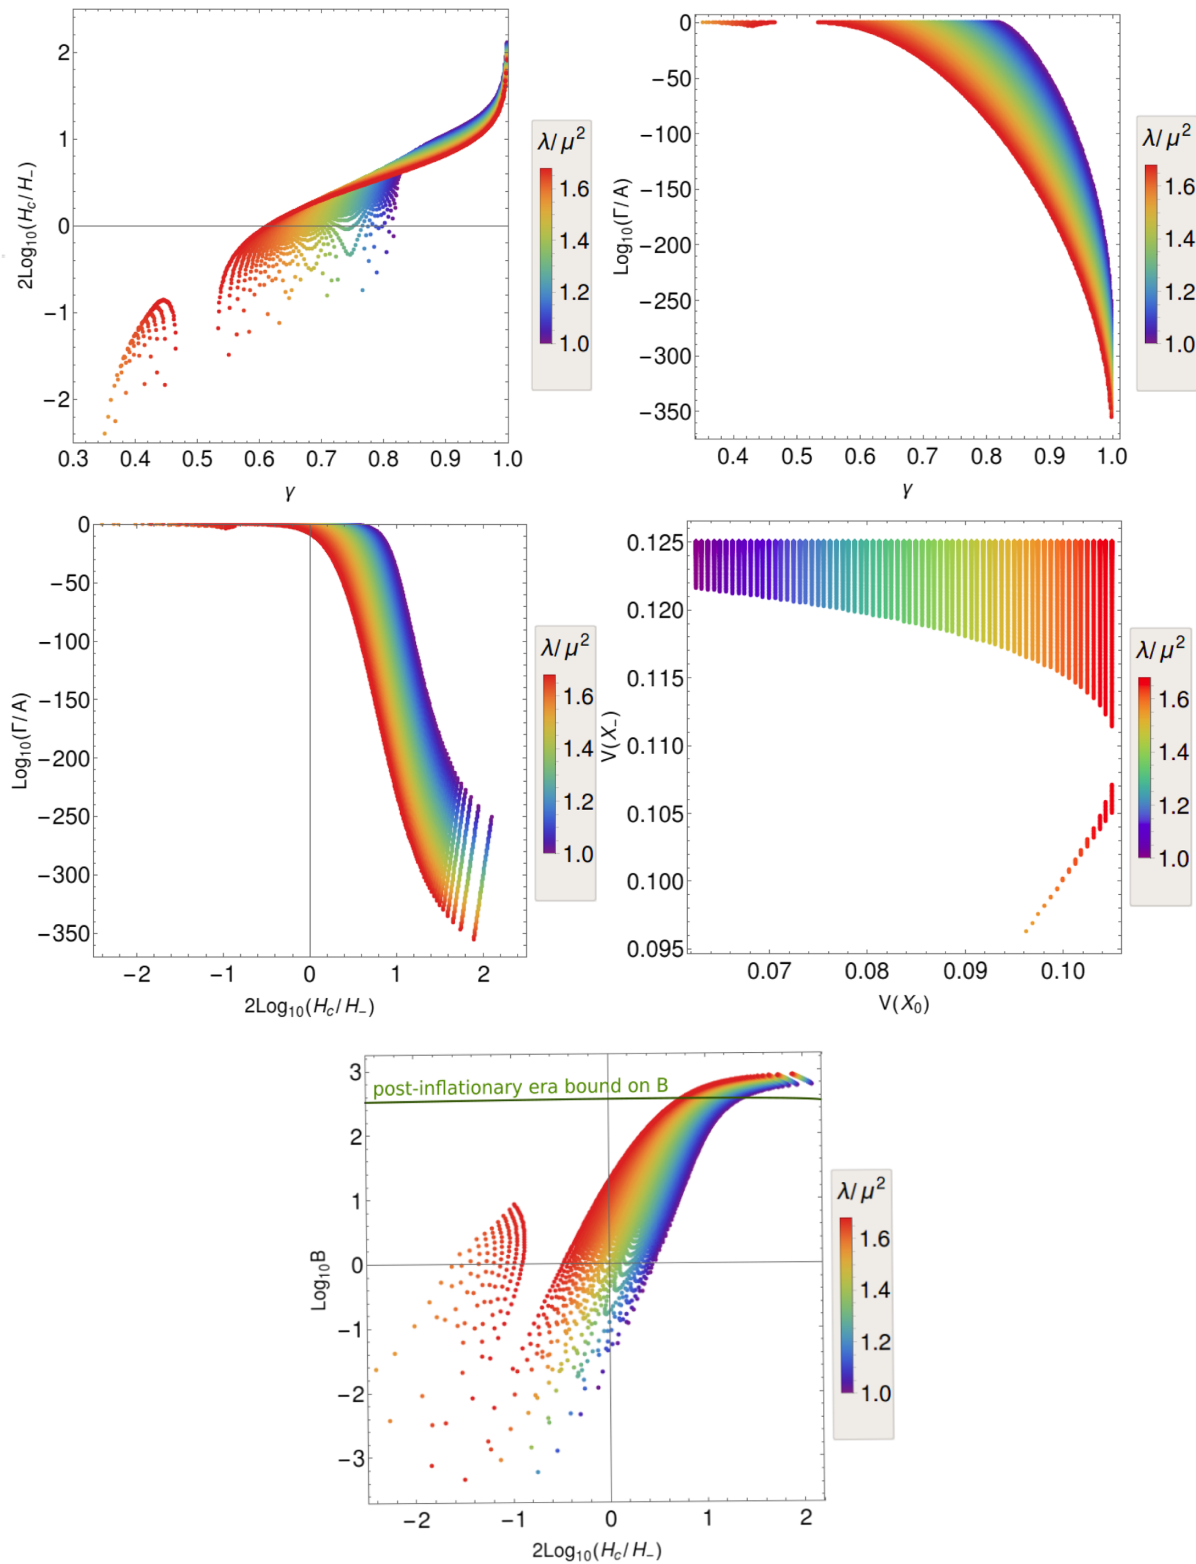 2
1
0
−1
−2
2Log10(Hc/H−)
0.3 0.4 0.5 0.6 0.7 0.8 0.9 1.0
γ
λ/μ²
1.6
1.4
1.2
1.0
0
−50
−100
−150
−200
−250
−300
−350
Log10(Γ/A)
0.4 0.5 0.6 0.7 0.8 0.9 1.0
γ
λ/μ²
1.6
1.4
1.2
1.0
0
−50
−100
−150
−200
−250
−300
−350
Log10(Γ/A)
−2 −1 0 1 2
2Log10(Hc/H−)
λ/μ²
1.6
1.4
1.2
1.0
0.125
0.120
0.115
0.110
0.105
0.100
0.095
V(X−)
0.07 0.08 0.09 0.10
V(X0)
λ/μ²
1.6
1.4
1.2
1.0
3
2
1
0
−1
−2
−3
Log10B
post-inflationary era bound on B
−2 −1 0 1 2
2Log10(Hc/H−)
λ/μ²
1.6
1.4
1.2
1.0